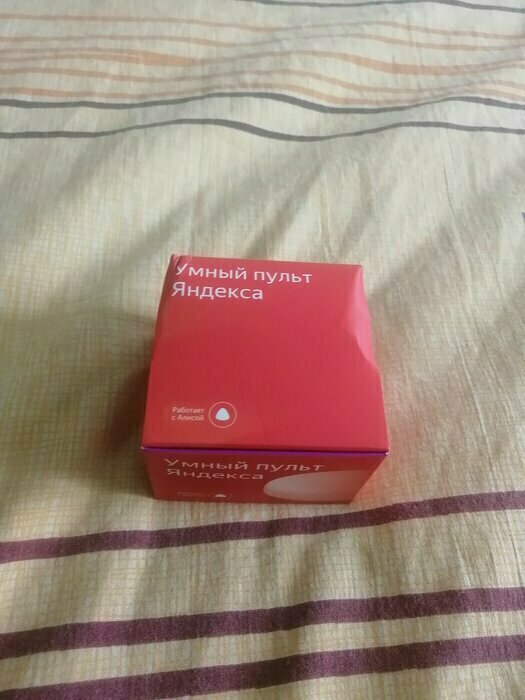 Умный пульт
Яндекса
Работает
с Алисой
Умный пульт
Яндекса